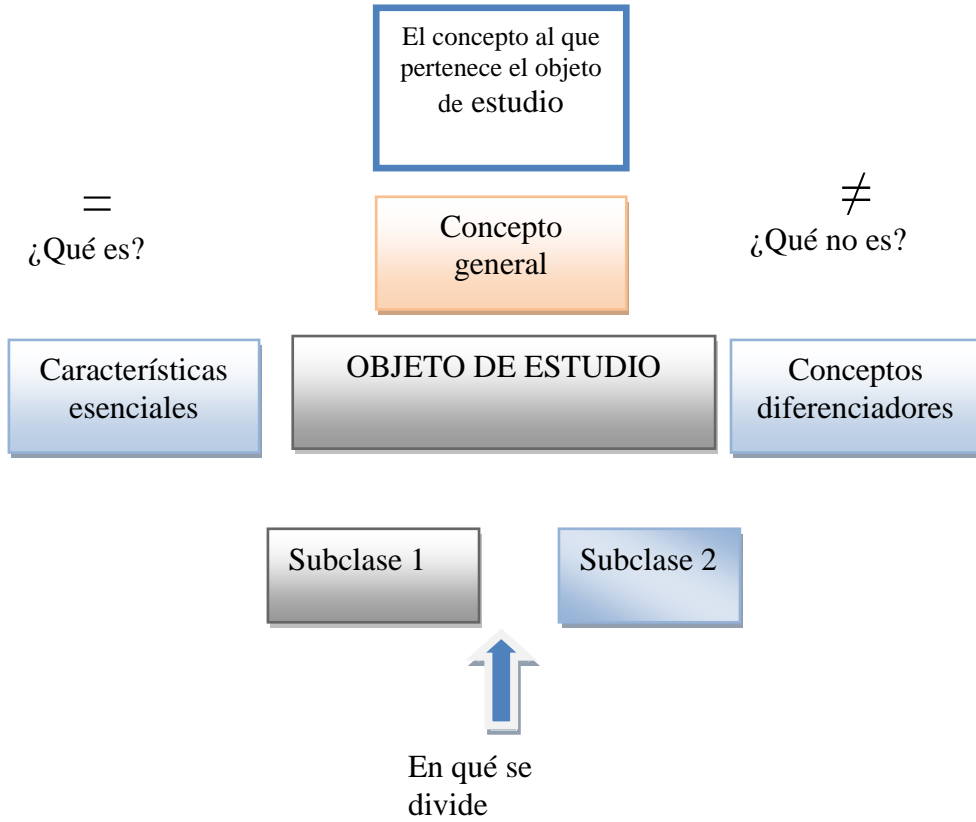 El concepto al que
pertenece el objeto
de estudio
=
¿Qué es?
≠
¿Qué no es?
Concepto
general
Características
esenciales
OBJETO DE ESTUDIO
Conceptos
diferenciadores
Subclase 1
Subclase 2
En qué se
divide